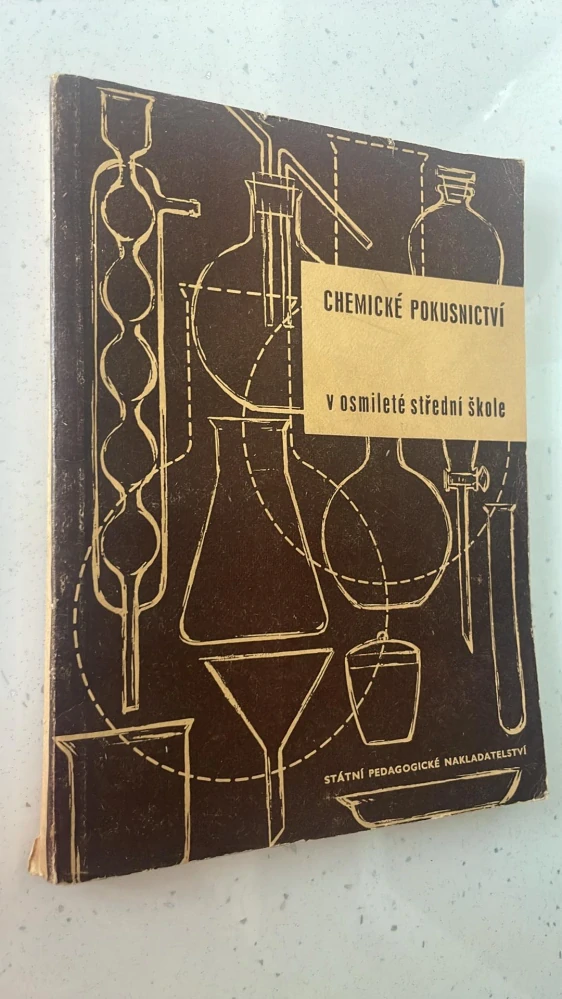 CHEMICKÉ POKUSNICTVÍ
v osmileté střední škole
STÁTNÍ PEDAGOGICKÉ NAKLADATELSTVÍ